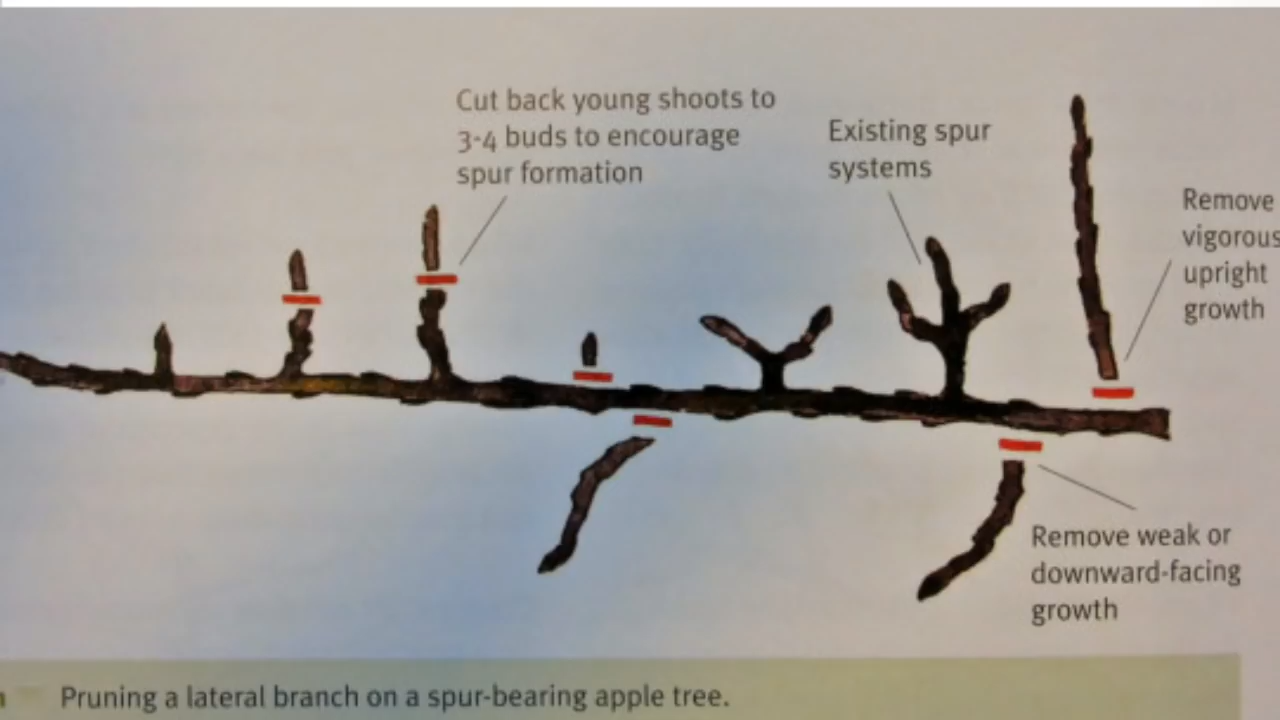 Cut back young shoots to
3-4 buds to encourage
spur formation
Existing spur
systems
Remove
vigorous
upright
growth
Remove weak or
downward-facing
growth
Pruning a lateral branch on a spur-bearing apple tree.